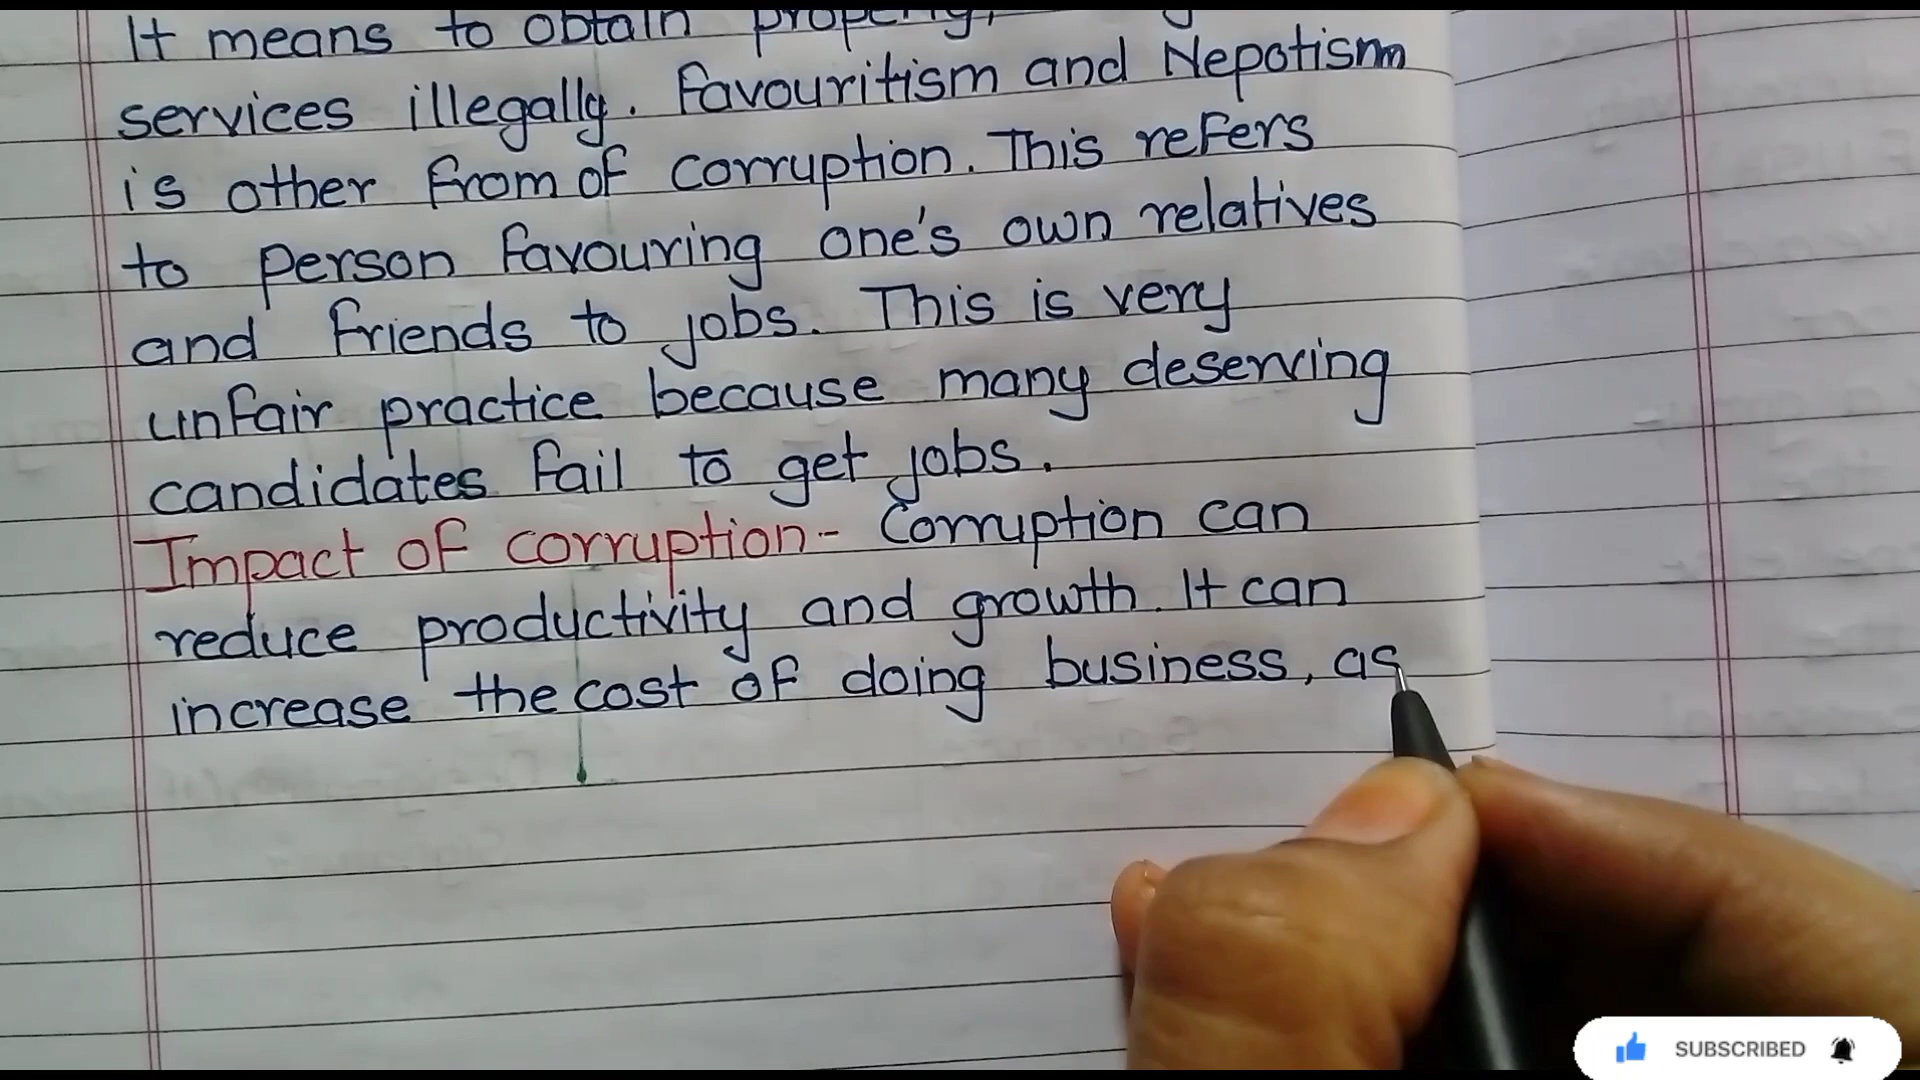 It means to obtain property,
services illegally. Favouritism and Nepotism
is other from of corruption. This refers
to person favouring one's own relatives
and friends to jobs. This is very
unfair practice because many deserving
candidates fail to get jobs.
Impact of corruption- Corruption can
reduce productivity and growth. It can
increase the cost of doing business, as
SUBSCRIBED